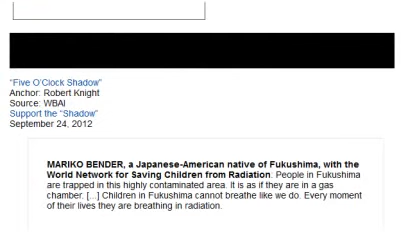 “Five O’Clock Shadow”
Anchor: Robert Knight
Source: WBAI
Support the “Shadow”
September 24, 2012
MARIKO BENDER, a Japanese-American native of Fukushima, with the
World Network for Saving Children from Radiation: People in Fukushima
are trapped in this highly contaminated area. It is as if they are in a gas
chamber. [...] Children in Fukushima cannot breathe like we do. Every moment
of their lives they are breathing in radiation.